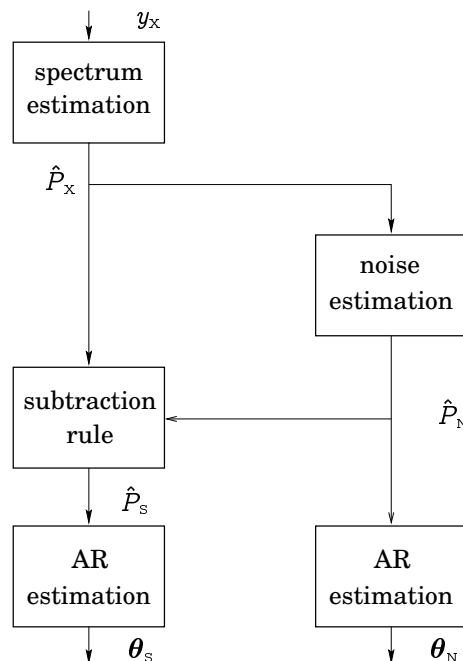 y_X
spectrum
estimation
P̂_X
noise
estimation
subtraction
rule
P̂_N
P̂_S
AR
estimation
AR
estimation
θ_S
θ_N